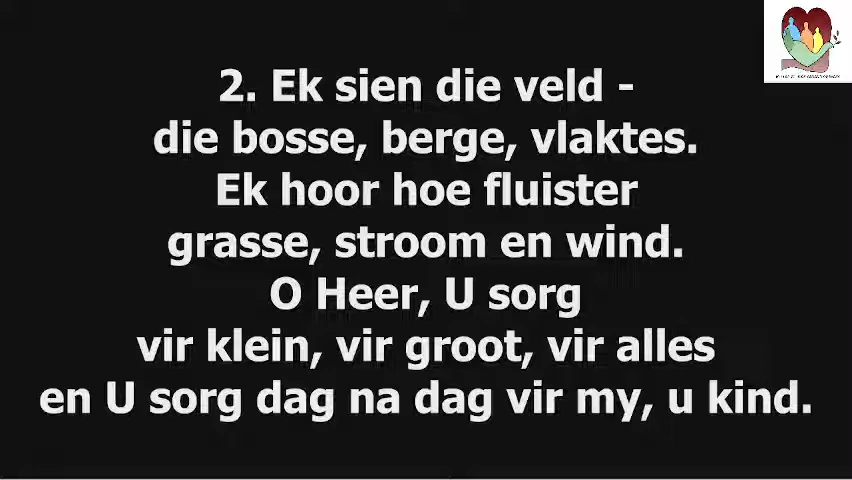 2. Ek sien die veld -
die bosse, berge, vlaktes.
Ek hoor hoe fluister
grasse, stroom en wind.
O Heer, U sorg
vir klein, vir groot, vir alles
en U sorg dag na dag vir my, u kind.